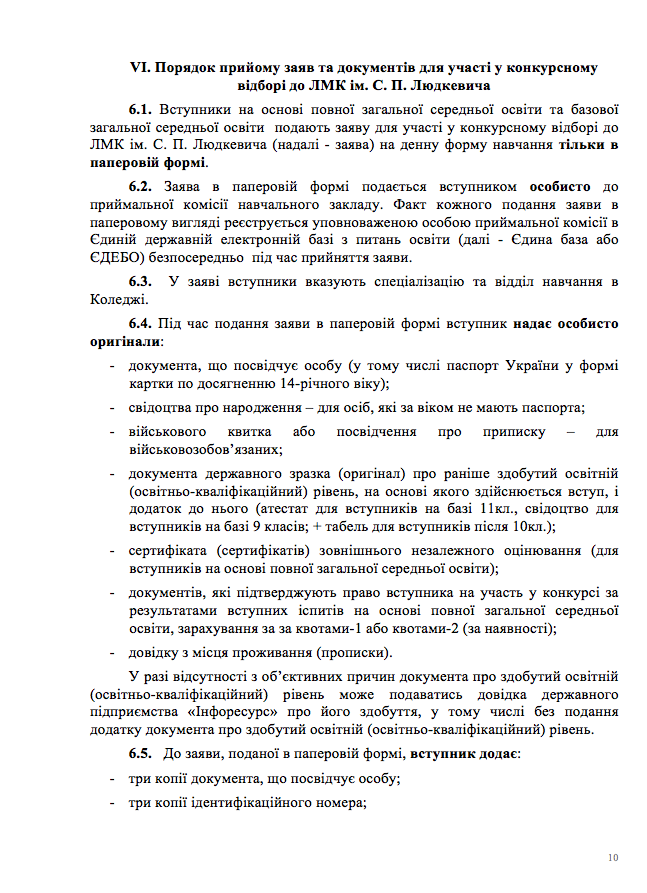 VI. Порядок прийому заяв та документів для участі у конкурсному
відборі до ЛМК ім. С. П. Людкевича
6.1. Вступники на основі повної загальної середньої освіти та базової
загальної середньої освіти подають заяву для участі у конкурсному відборі до
ЛМК ім. С. П. Людкевича (надалі - заява) на денну форму навчання тільки в
паперовій формі.
6.2. Заява в паперовій формі подається вступником особисто до
приймальної комісії навчального закладу. Факт кожного подання заяви в
паперовому вигляді реєструється уповноваженою особою приймальної комісії в
Єдиній державній електронній базі з питань освіти (далі - Єдина база або
ЄДЕБО) безпосередньо під час прийняття заяви.
6.3. У заяві вступники вказують спеціалізацію та відділ навчання в
Коледжі.
6.4. Під час подання заяви в паперовій формі вступник надає особисто
оригінали:
- документа, що посвідчує особу (у тому числі паспорт України у формі
картки по досягненню 14-річного віку);
- свідоцтва про народження – для осіб, які за віком не мають паспорта;
- військового квитка або посвідчення про приписку – для
військовозобов’язаних;
- документа державного зразка (оригінал) про раніше здобутий освітній
(освітньо-кваліфікаційний) рівень, на основі якого здійснюється вступ, і
додаток до нього (атестат для вступників на базі 11кл., свідоцтво для
вступників на базі 9 класів; + табель для вступників після 10кл.);
- сертифіката (сертифікатів) зовнішнього незалежного оцінювання (для
вступників на основі повної загальної середньої освіти);
- документів, які підтверджують право вступника на участь у конкурсі за
результатами вступних іспитів на основі повної загальної середньої
освіти, зарахування за за квотами-1 або квотами-2 (за наявності);
- довідку з місця проживання (прописки).
У разі відсутності з об’єктивних причин документа про здобутий освітній
(освітньо-кваліфікаційний) рівень може подаватись довідка державного
підприємства «Інфоресурс» про його здобуття, у тому числі без подання
додатку документа про здобутий освітній (освітньо-кваліфікаційний) рівень.
6.5. До заяви, поданої в паперовій формі, вступник додає:
- три копії документа, що посвідчує особу;
- три копії ідентифікаційного номера;
10